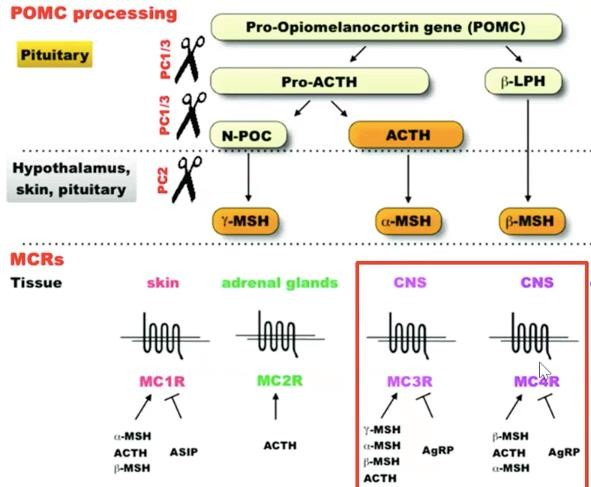 POMC processing
Pro-Opiomelanocortin gene (POMC)
Pituitary
PC1/3
Pro-ACTH
β-LPH
PC1/3
N-POC
ACTH
Hypothalamus,
skin, pituitary
PC2
γ-MSH
α-MSH
β-MSH
MCRs
Tissue
skin
adrenal glands
CNS
CNS
MC1R
MC2R
MC3R
MC4R
α-MSH
ACTH
β-MSH
ASIP
ACTH
γ-MSH
α-MSH
β-MSH
ACTH
AgRP
β-MSH
ACTH
α-MSH
AgRP